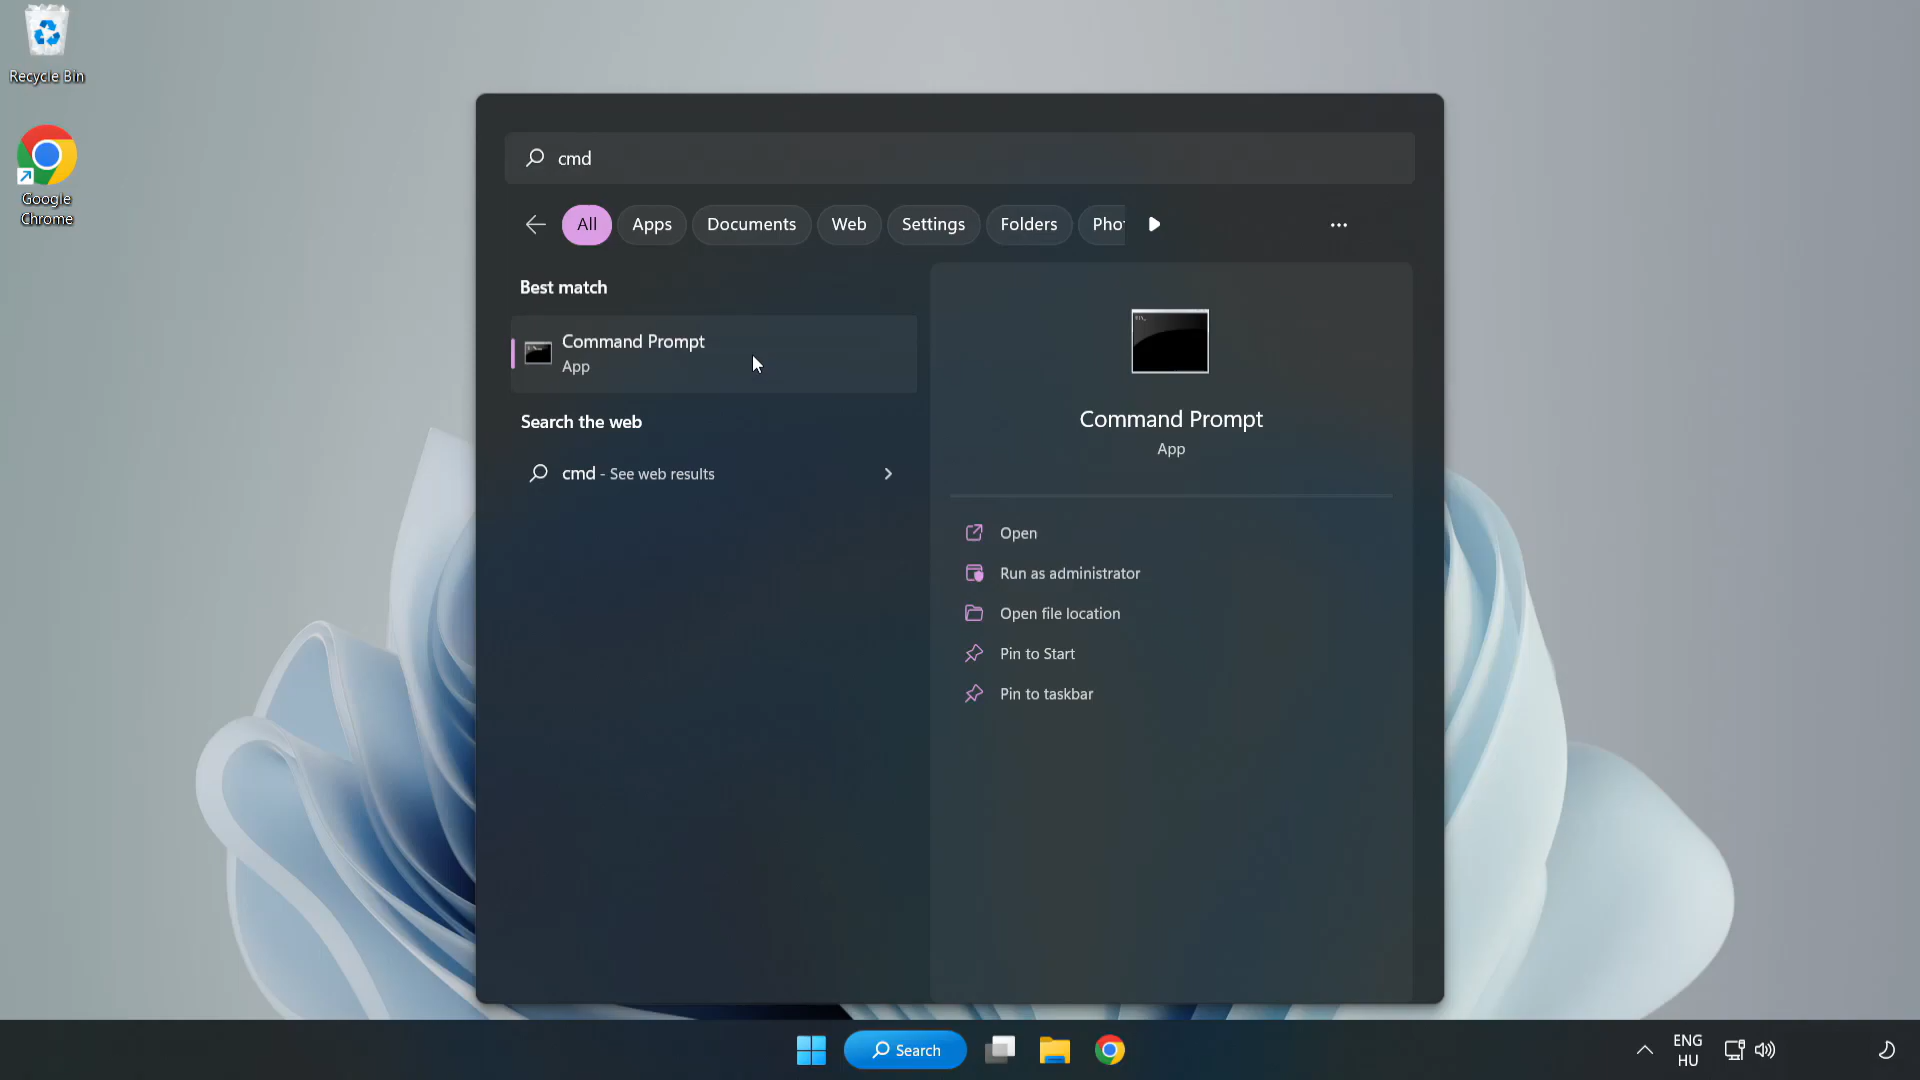 Recycle Bin
Google
Chrome
cmd
All
Apps
Documents
Web
Settings
Folders
Pho
Best match
Command Prompt
App
Search the web
cmd - See web results
Command Prompt
App
Open
Run as administrator
Open file location
Pin to Start
Pin to taskbar
Search
ENG
HU